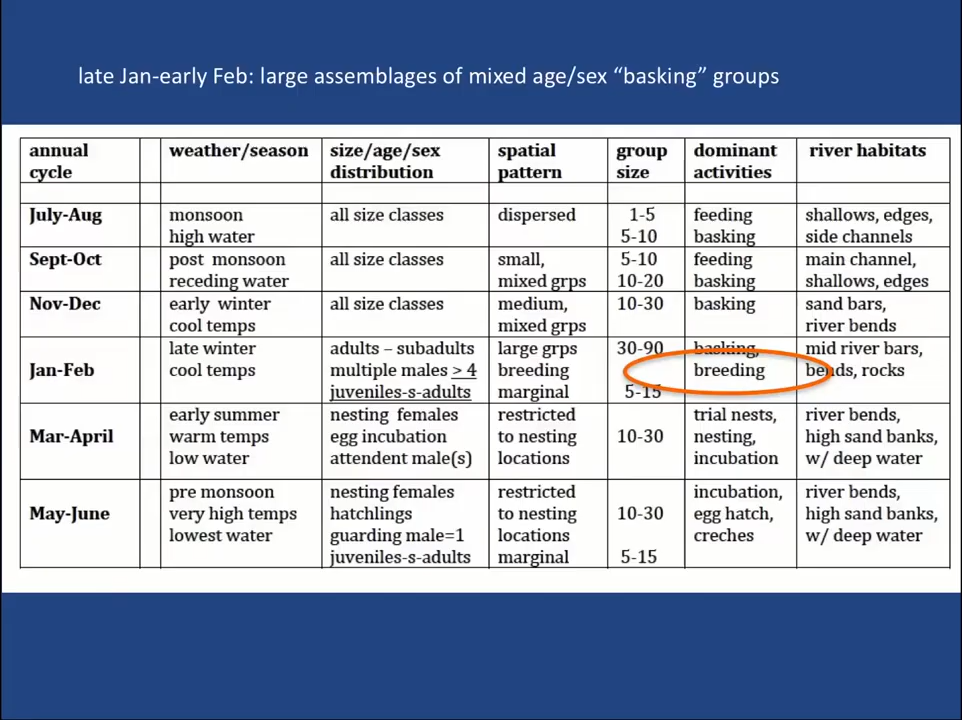 late Jan-early Feb: large assemblages of mixed age/sex “basking” groups
annual cycle | weather/season | size/age/sex distribution | spatial pattern | group size | dominant activities | river habitats
July-Aug | monsoon high water | all size classes | dispersed | 1-5 5-10 | feeding basking | shallows, edges, side channels
Sept-Oct | post monsoon receding water | all size classes | small, mixed grps | 5-10 10-20 | feeding basking | main channel, shallows, edges
Nov-Dec | early winter cool temps | all size classes | medium, mixed grps | 10-30 | basking | sand bars, river bends
Jan-Feb | late winter cool temps | adults – subadults multiple males > 4 juveniles-s-adults | large grps breeding marginal | 30-90 5-15 | basking, breeding | mid river bars, bends, rocks
Mar-April | early summer warm temps low water | nesting females egg incubation attendent male(s) | restricted to nesting locations | 10-30 | trial nests, nesting, incubation | river bends, high sand banks, w/ deep water
May-June | pre monsoon very high temps lowest water | nesting females hatchlings guarding male=1 juveniles-s-adults | restricted to nesting locations marginal | 10-30 5-15 | incubation, egg hatch, creches | river bends, high sand banks, w/ deep water